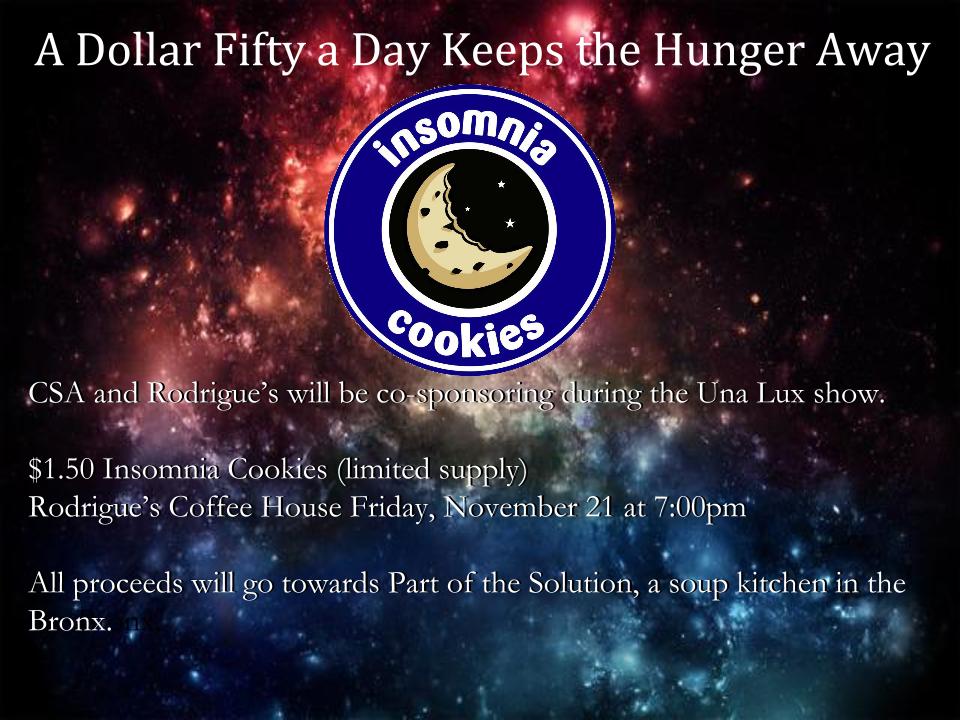 A Dollar Fifty a Day Keeps the Hunger Away
insomnia
cookies
CSA and Rodrigue’s will be co-sponsoring during the Una Lux show.
$1.50 Insomnia Cookies (limited supply)
Rodrigue’s Coffee House Friday, November 21 at 7:00pm
All proceeds will go towards Part of the Solution, a soup kitchen in the
Bronx.